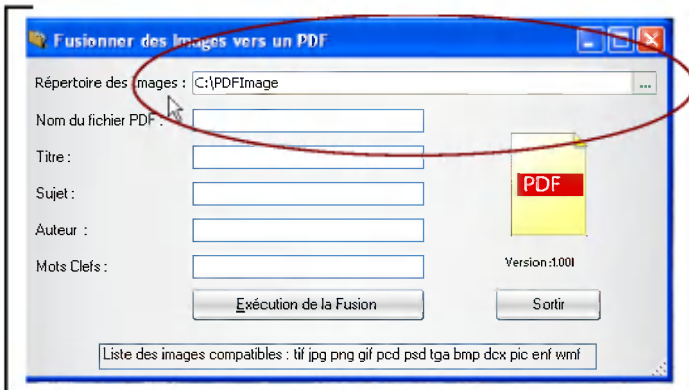 Fusionner des Images vers un PDF
Répertoire des Images : C:\PDFImage ...
Nom du fichier PDF :
Titre :
Sujet :
PDF
Auteur :
Mots Clefs :
Version :1.00I
Exécution de la Fusion Sortir
Liste des images compatibles : tif jpg png gif pcd psd tga bmp dcx pic enf wmf